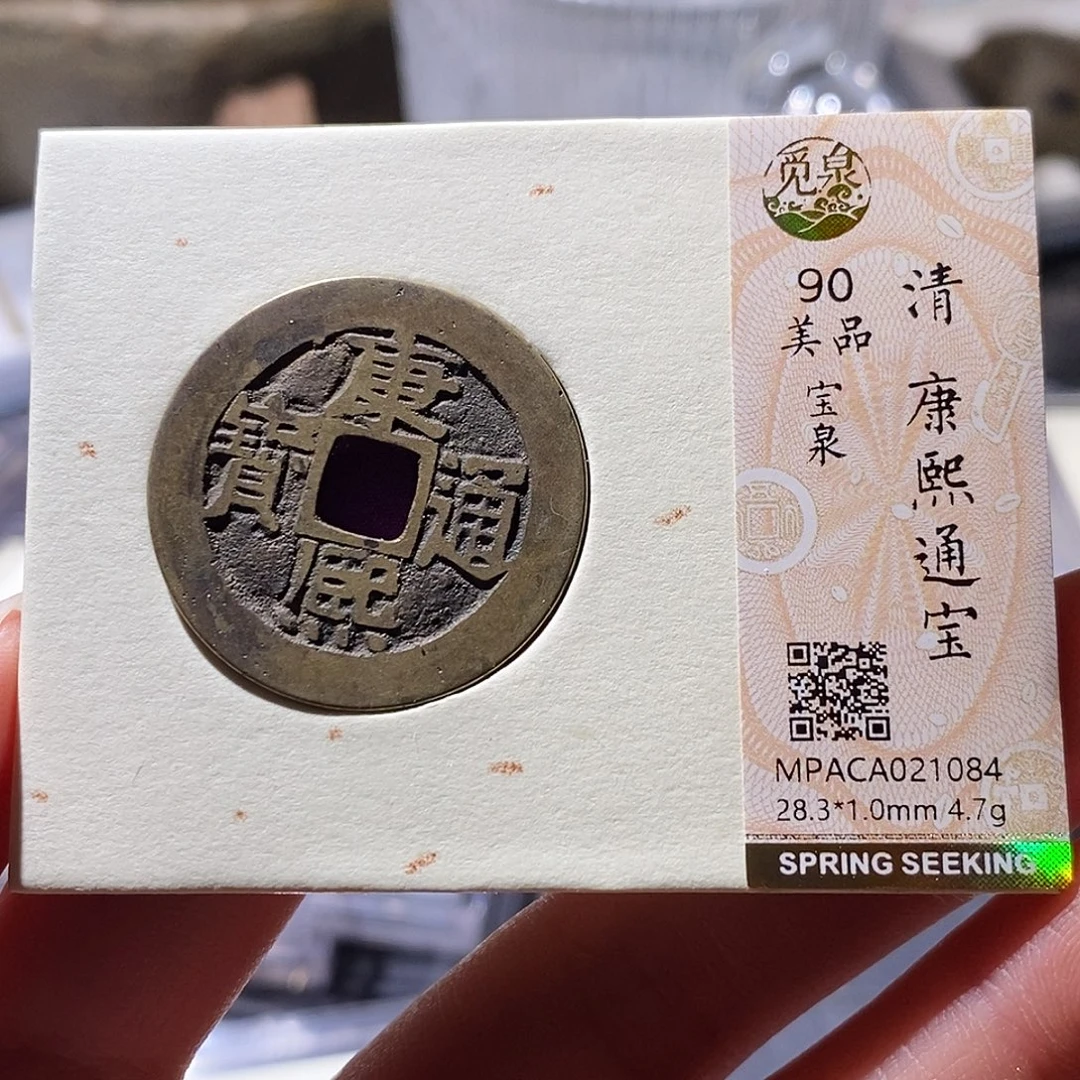 康熙通寳
觅泉
90
美品
宝泉
清 康熙通宝
MPACA021084
28.3*1.0mm 4.7g
SPRING SEEKING